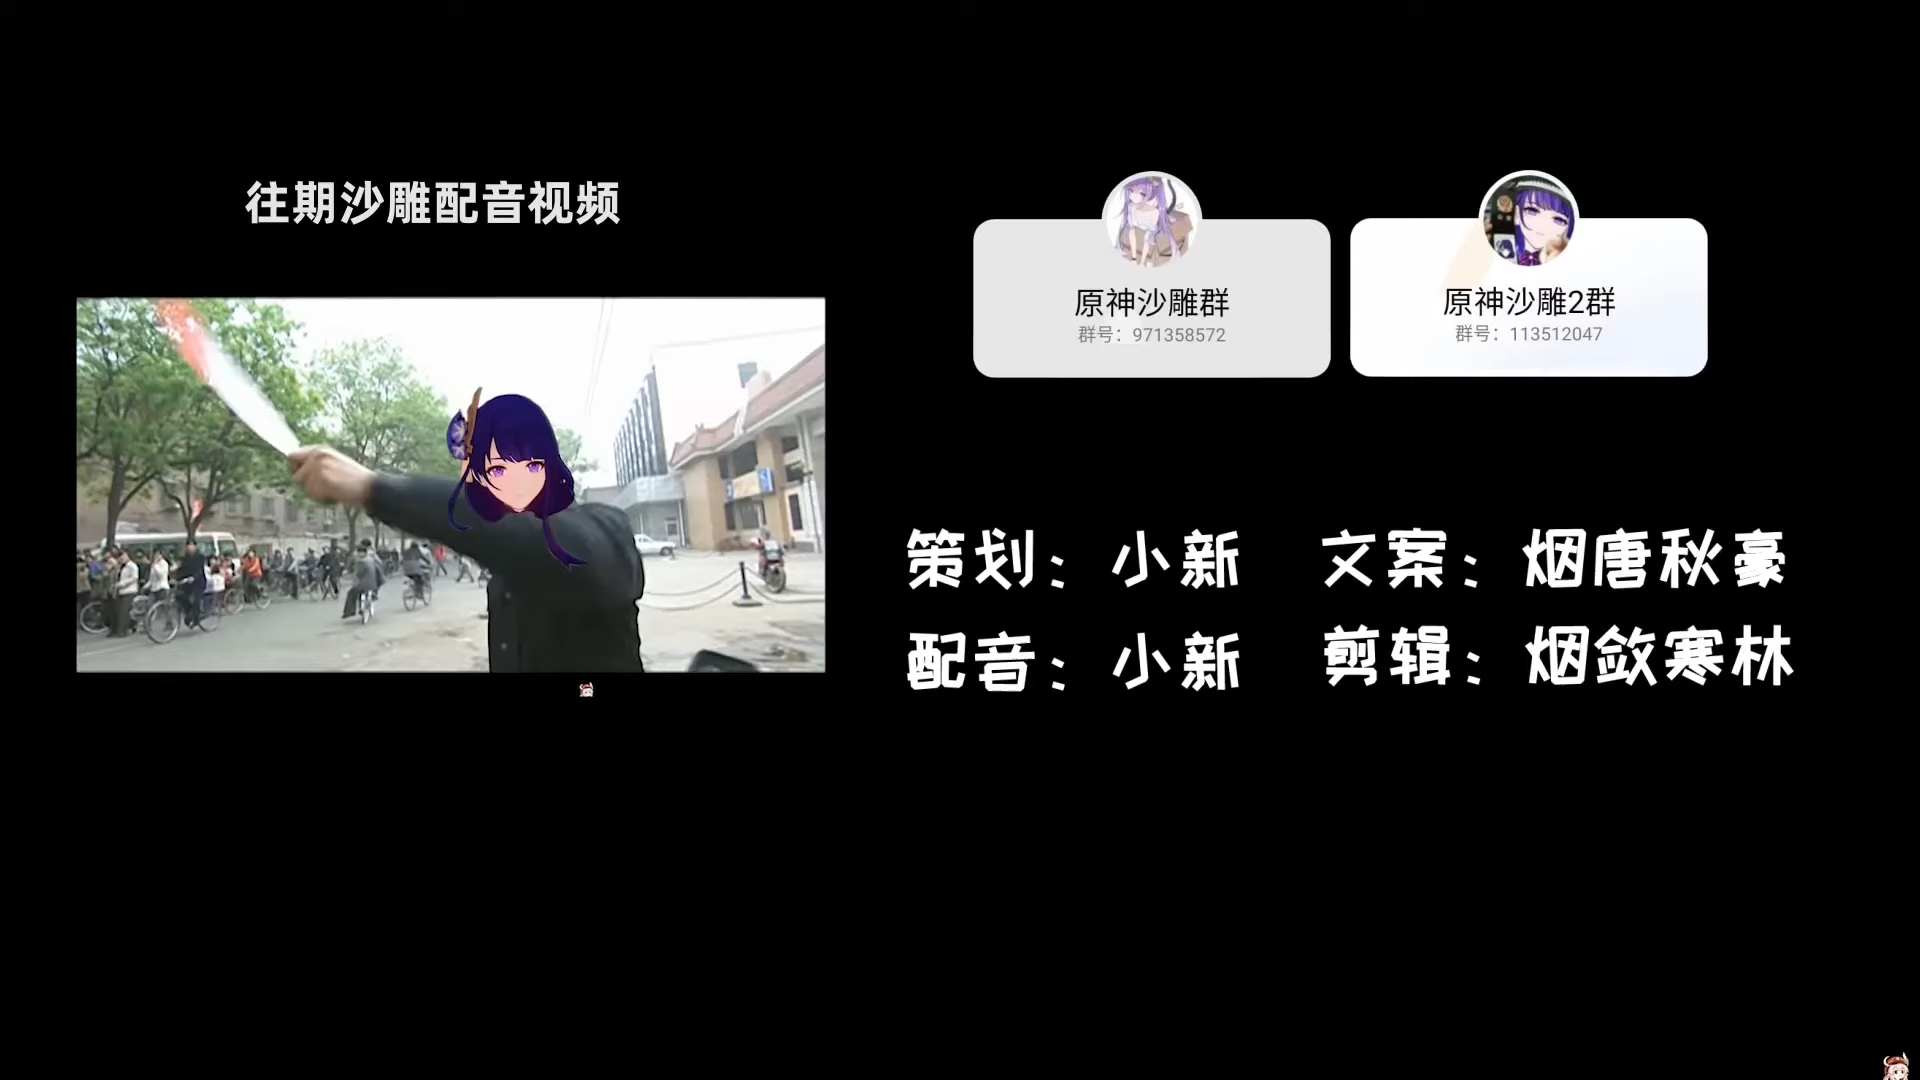 往期沙雕配音视频
原神沙雕群
群号：971358572
原神沙雕2群
群号：113512047
策划：小新 文案：烟唐秋豪
配音：小新 剪辑：烟敛寒林